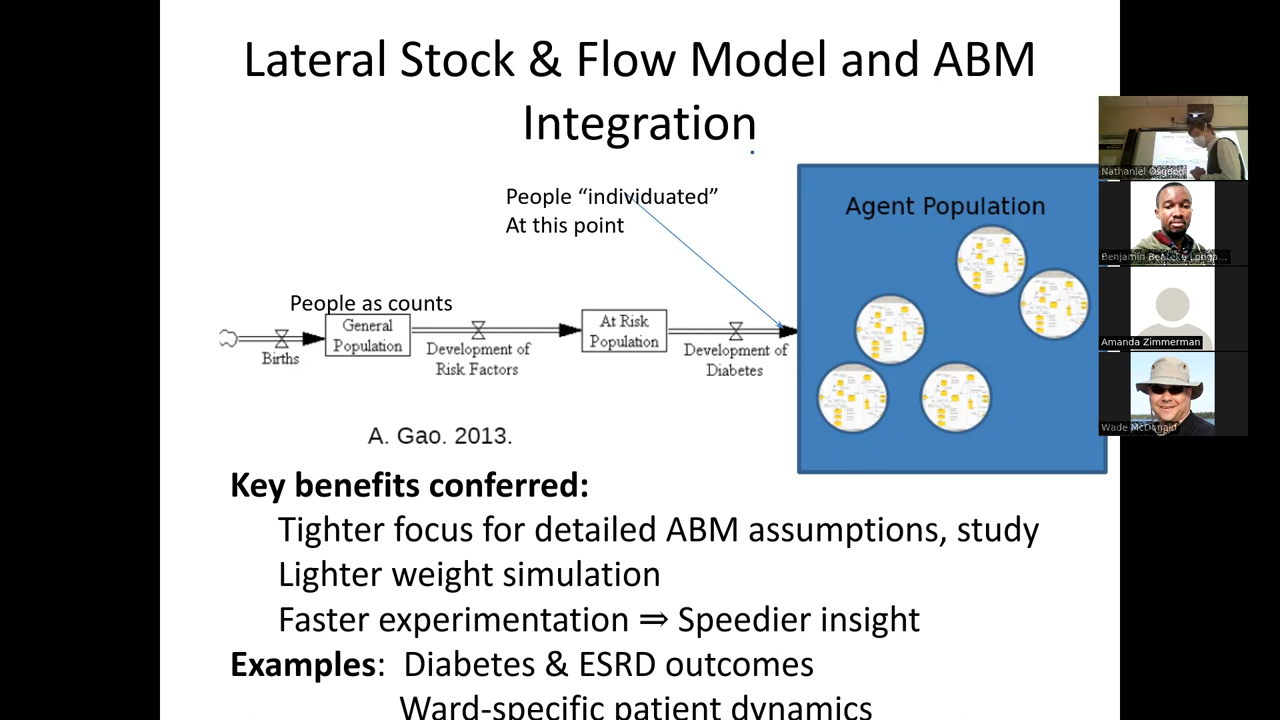 Lateral Stock & Flow Model and ABM
Integration
People “individuated”
At this point
Agent Population
People as counts
General
Population
At Risk
Population
Births
Development of
Risk Factors
Development of
Diabetes
A. Gao. 2013.
Key benefits conferred:
Tighter focus for detailed ABM assumptions, study
Lighter weight simulation
Faster experimentation ⇒ Speedier insight
Examples: Diabetes & ESRD outcomes
Ward-specific patient dynamics
Nathaniel Osgood
Benjamin
Amanda Zimmerman
Wade McDonald